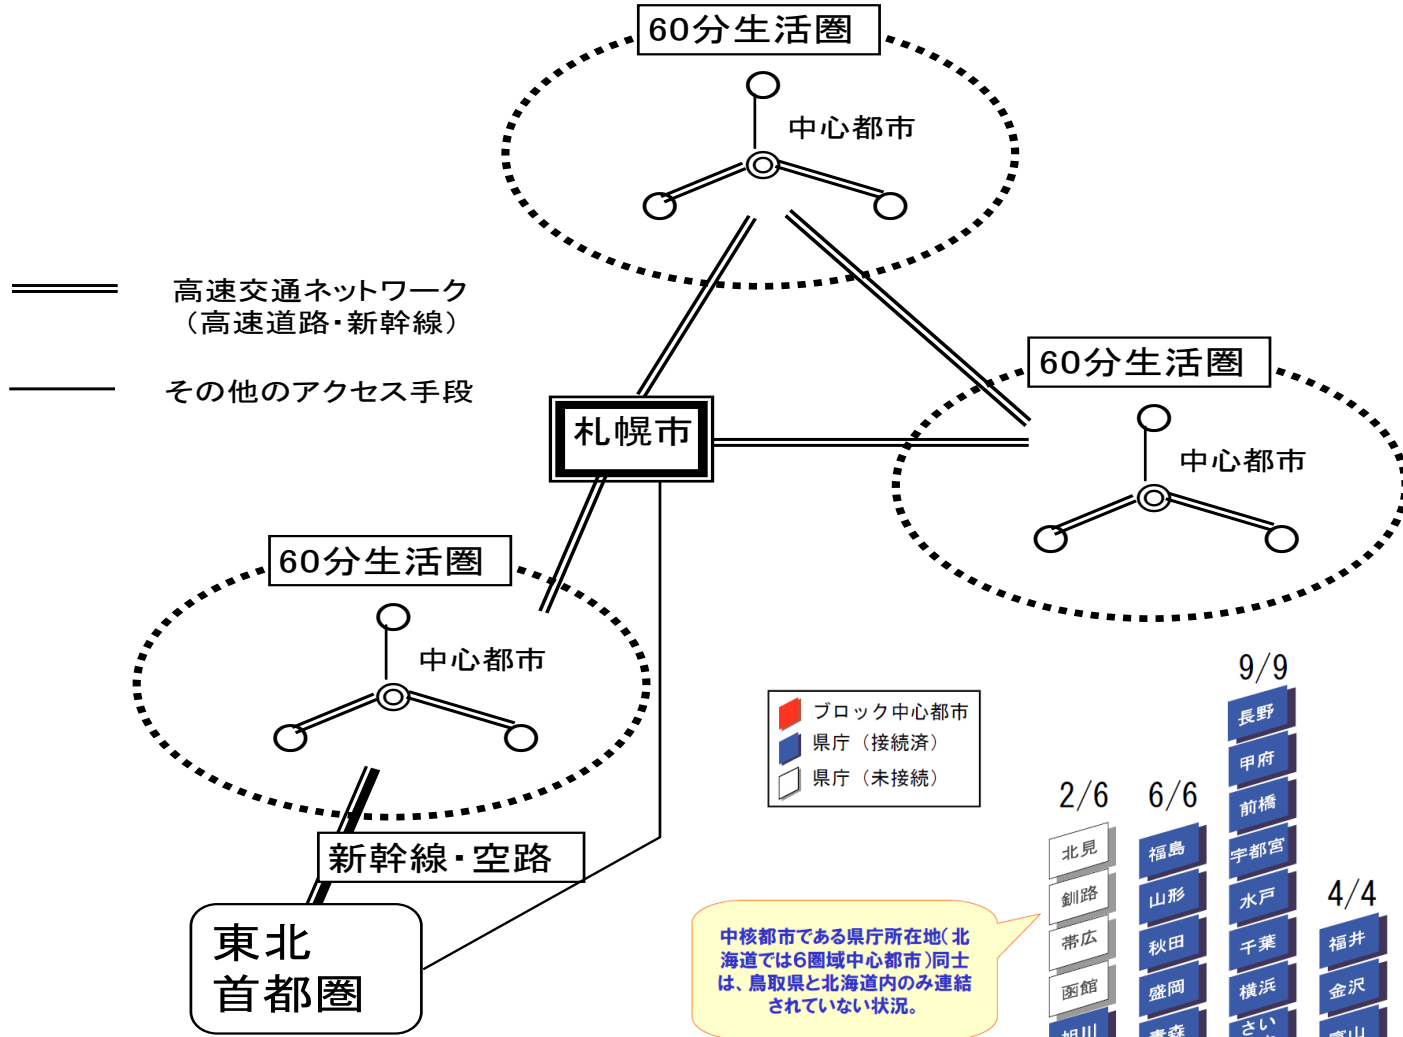 60分生活圏
中心都市
高速交通ネットワーク
（高速道路・新幹線）
その他のアクセス手段
60分生活圏
中心都市
札幌市
60分生活圏
中心都市
新幹線・空路
東北
首都圏
ブロック中心都市
県庁（接続済）
県庁（未接続）
中核都市である県庁所在地（北
海道では６圏域中心都市）同士
は、鳥取県と北海道内のみ連結
されていない状況。
2/6
北見
釧路
帯広
函館
旭川
6/6
福島
山形
秋田
盛岡
青森
9/9
長野
甲府
前橋
宇都宮
水戸
千葉
横浜
さい
4/4
福井
金沢
富山